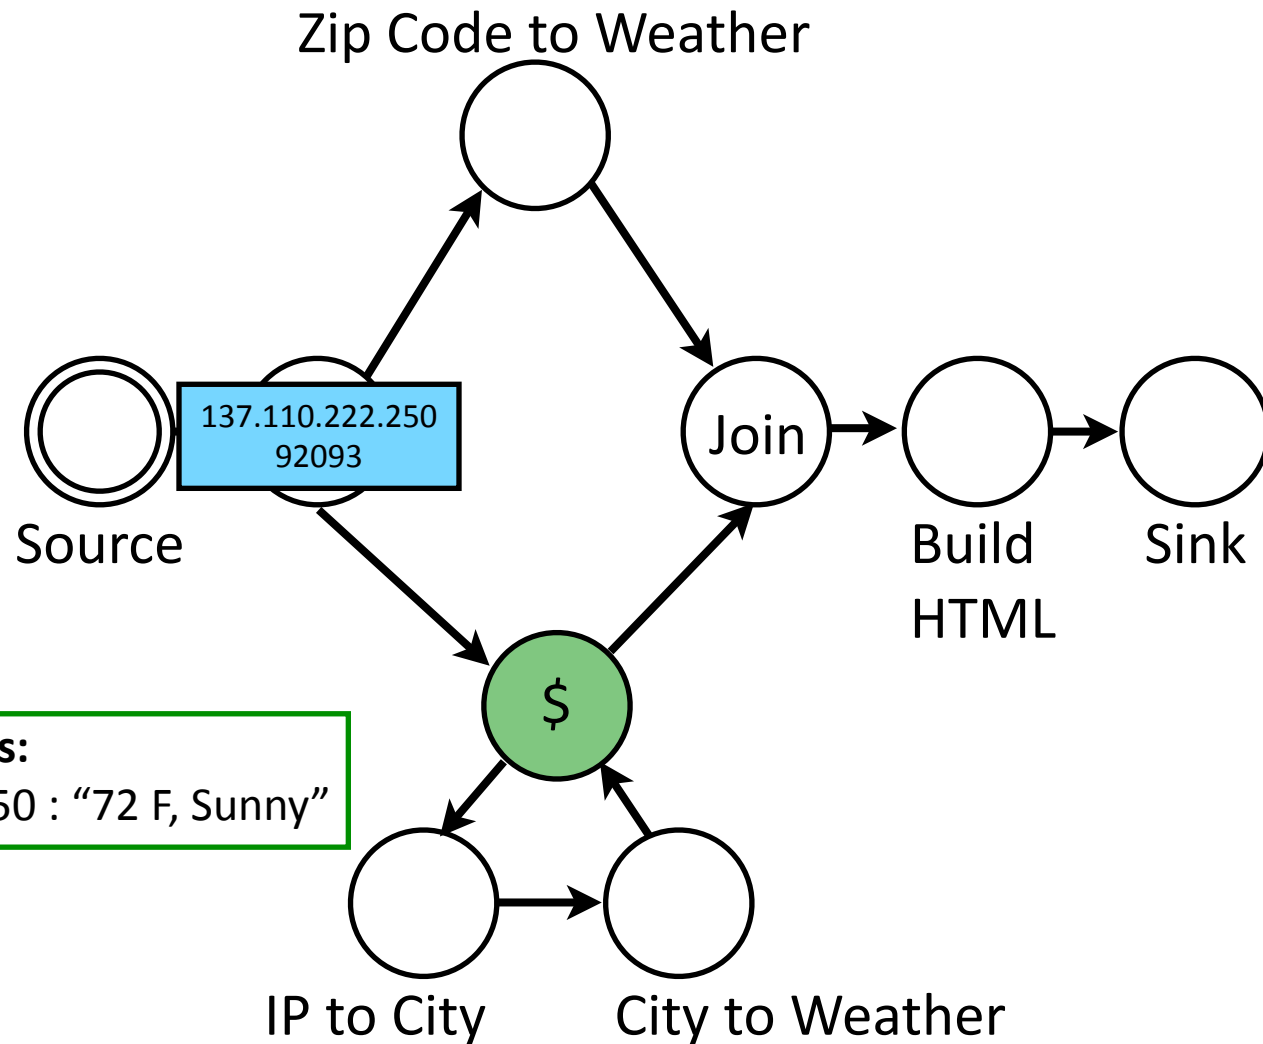 Zip Code to Weather
137.110.222.250
92093
Join
Source
Build
HTML
Sink
$
s:
50 : “72 F, Sunny”
IP to City
City to Weather